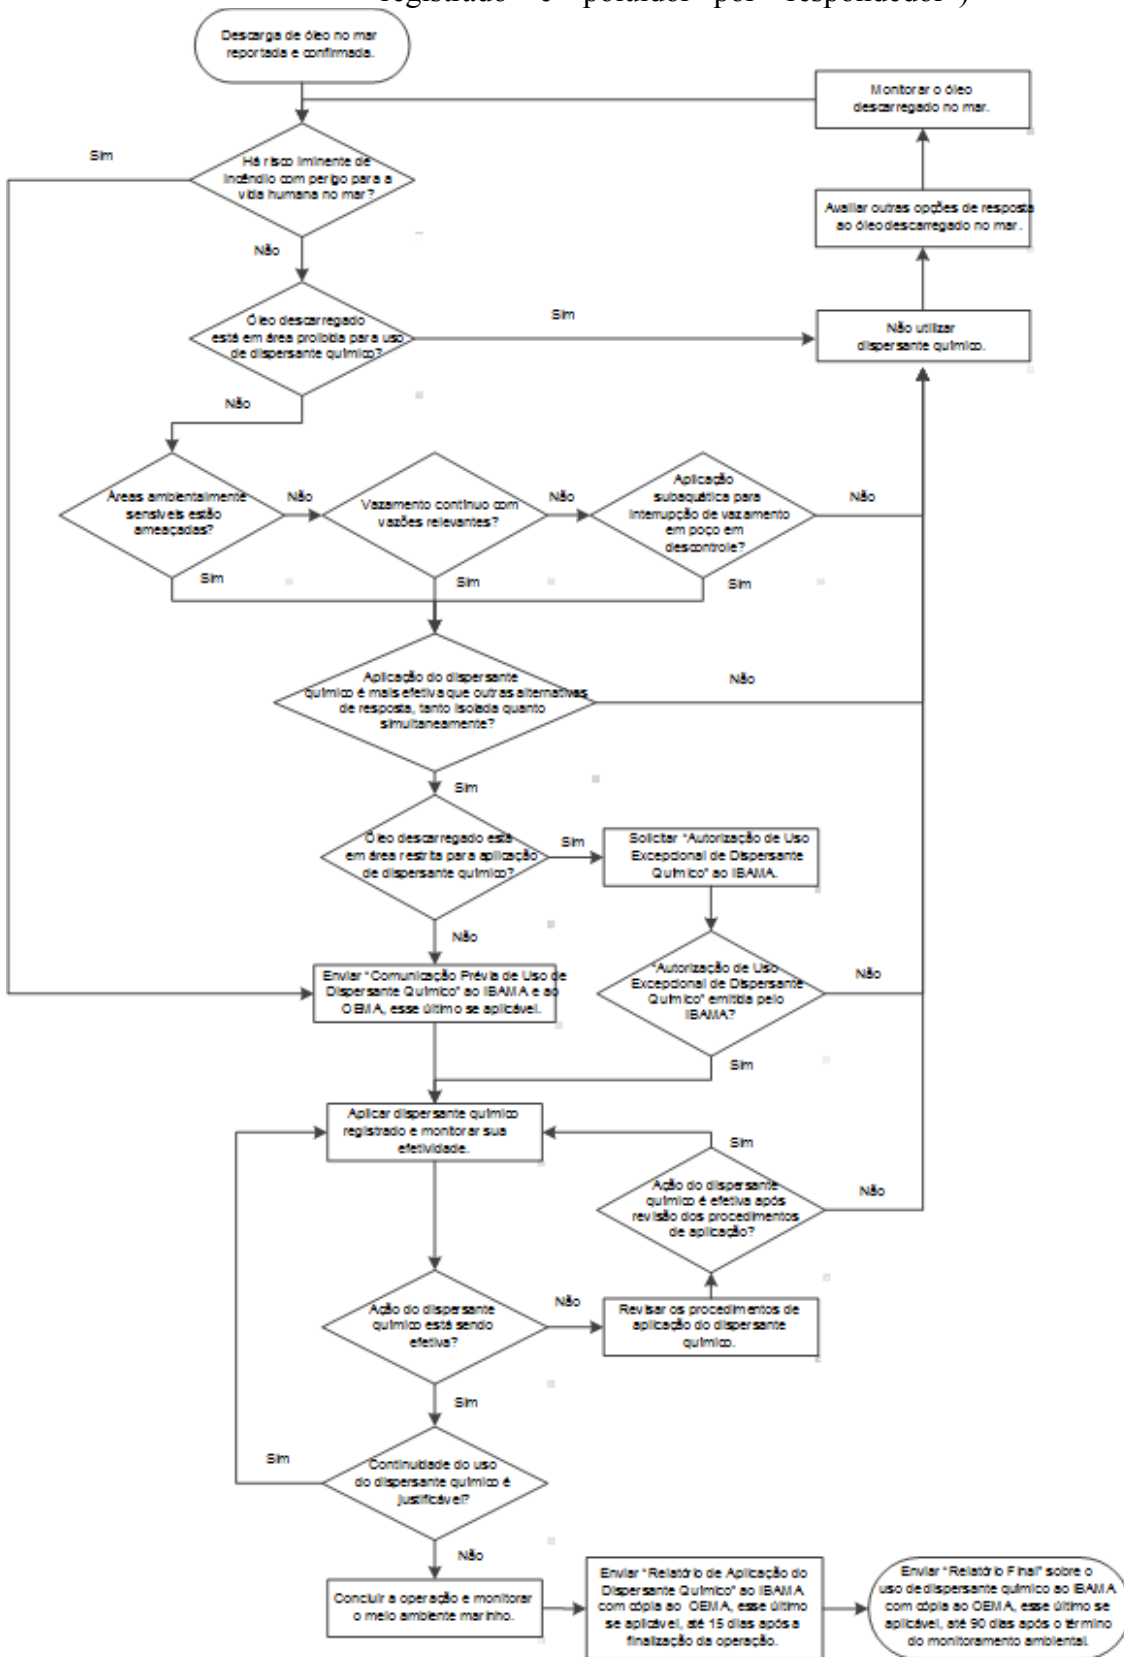 registrado e poluidor por respondedor )
Descarga de óleo no mar
reportada e confirmada.
Monitorar o óleo
descarregado no mar.
Sim
Há risco iminente de
incêndio com perigo para a
vida humana no mar?
Avaliar outras opções de resposta
ao óleo descarregado no mar.
Não
Óleo descarregado
está em área proibida para uso
de dispersante químico?
Sim
Não utilizar
dispersante químico.
Não
Áreas ambientalmente
sensíveis estão
ameaçadas?
Não
Vazamento contínuo com
vazões relevantes?
Não
Aplicação
subaquática para
interrupção de vazamento
em poço em
descontrole?
Não
Sim
Sim
Sim
Aplicação do dispersante
químico é mais efetiva que outras alternativas
de resposta, tanto isolada quanto
simultaneamente?
Não
Sim
Óleo descarregado está
em área restrita para aplicação
de dispersante químico?
Sim
Solicitar "Autorização de Uso
Excepcional de Dispersante
Químico" ao IBAMA.
Não
Enviar "Comunicação Prévia de Uso de
Dispersante Químico" ao IBAMA e ao
OEMA, esse último se aplicável.
"Autorização de Uso
Excepcional de Dispersante
Químico" emitida pelo
IBAMA?
Não
Sim
Aplicar dispersante químico
registrado e monitorar sua
efetividade.
Sim
Ação do dispersante
químico é efetiva após
revisão dos procedimentos
de aplicação?
Não
Ação do dispersante
químico está sendo
efetiva?
Não
Revisar os procedimentos de
aplicação do dispersante
químico.
Sim
Sim
Continuidade do uso
do dispersante químico é
justificável?
Não
Concluir a operação e monitorar
o meio ambiente marinho.
Enviar "Relatório de Aplicação do
Dispersante Químico" ao IBAMA
com cópia ao OEMA, esse último
se aplicável, até 15 dias após a
finalização da operação.
Enviar "Relatório Final" sobre o
uso de dispersante químico ao IBAMA
com cópia ao OEMA, esse último se
aplicável, até 90 dias após o término
do monitoramento ambiental.